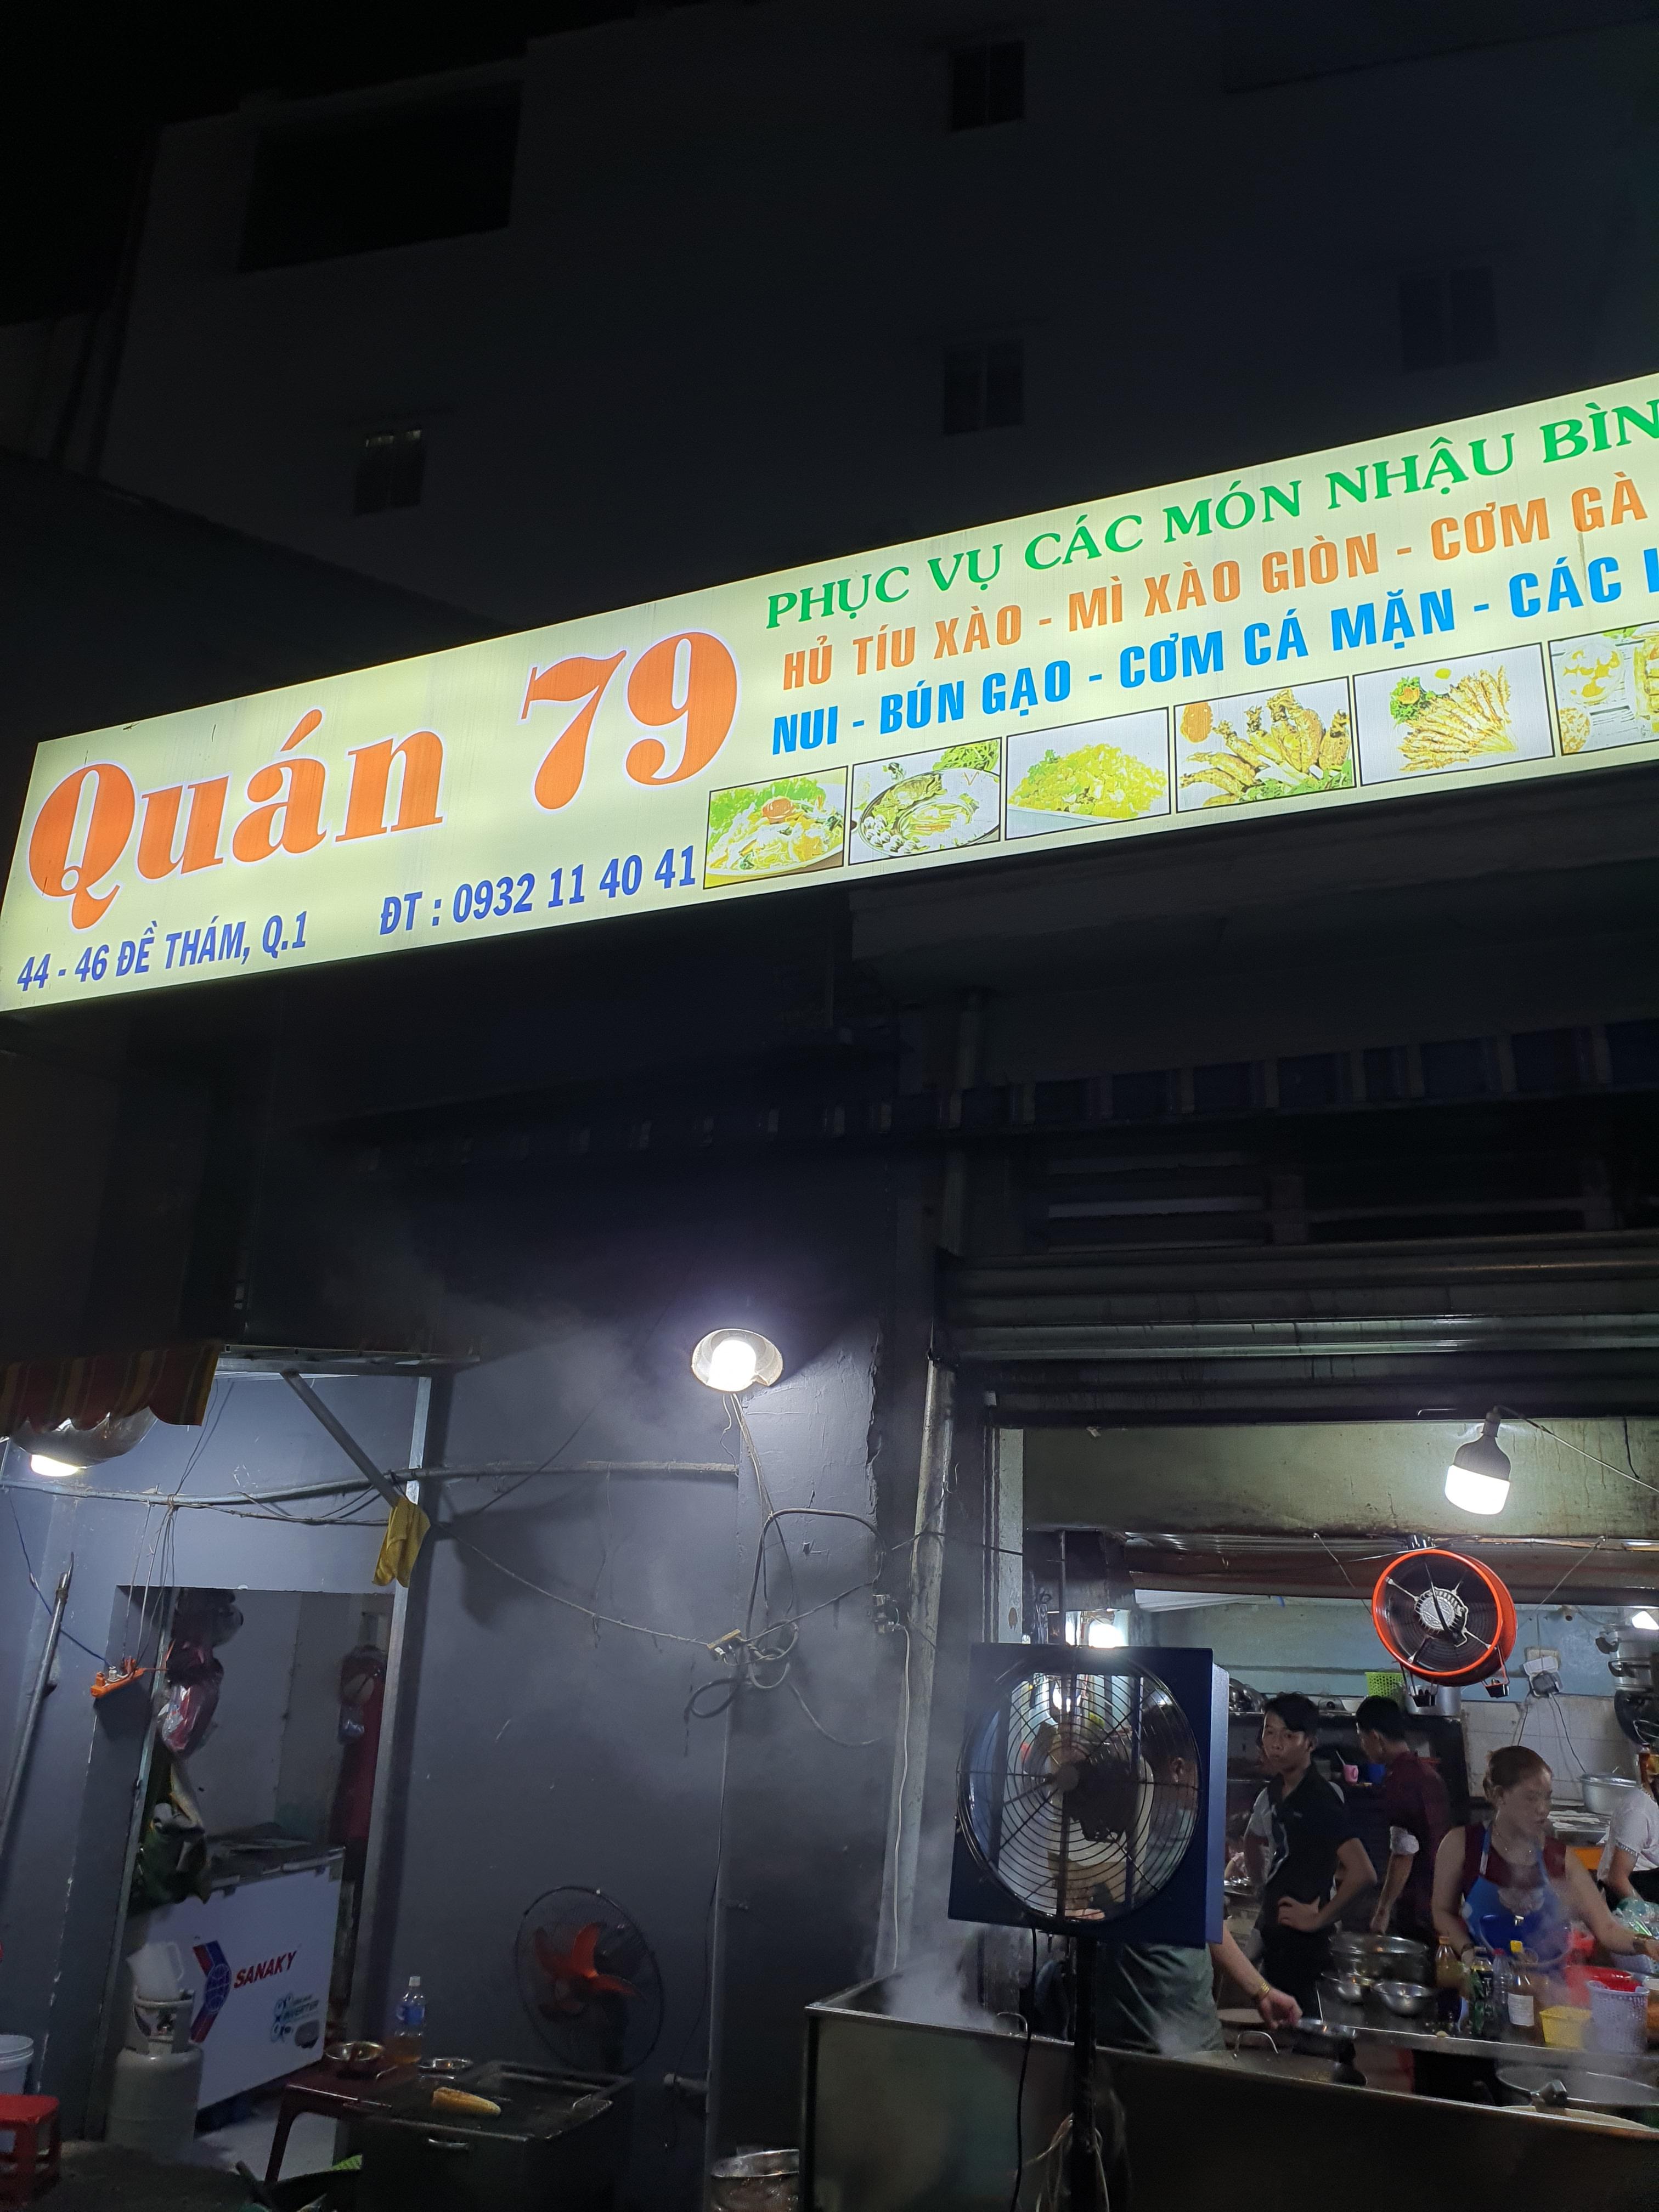 Quán 79
44 - 46 ĐỀ THÁM, Q.1 ĐT : 0932 11 40 41
PHỤC VỤ CÁC MÓN NHẬU BÌN
HỦ TÍU XÀO - MÌ XÀO GIÒN - CƠM GÀ
NUI - BÚN GẠO - CƠM CÁ MẶN - CÁC
SANAKY